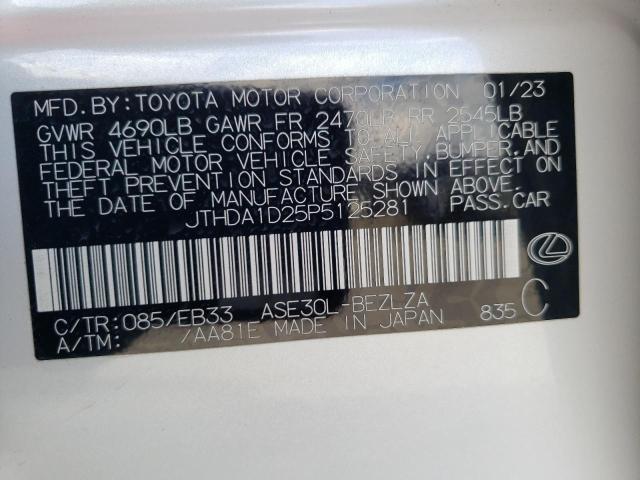 MFD.BY:TOYOTA MOTOR CORPORATION 01/23
GVWR 4690LB GAWR FR 2470LB RR 2545LB
THIS VEHICLE CONFORMS TO ALL APPLICABLE
FEDERAL MOTOR VEHICLE SAFETY, BUMPER, AND
THEFT PREVENTION STANDARDS IN EFFECT ON
THE DATE OF MANUFACTURE SHOWN ABOVE.
JTHDA1D25P5125281 PASS.CAR
C/TR:085/EB33 ASE30L-BEZLZA 835 C
A/TM: /AA81E MADE IN JAPAN